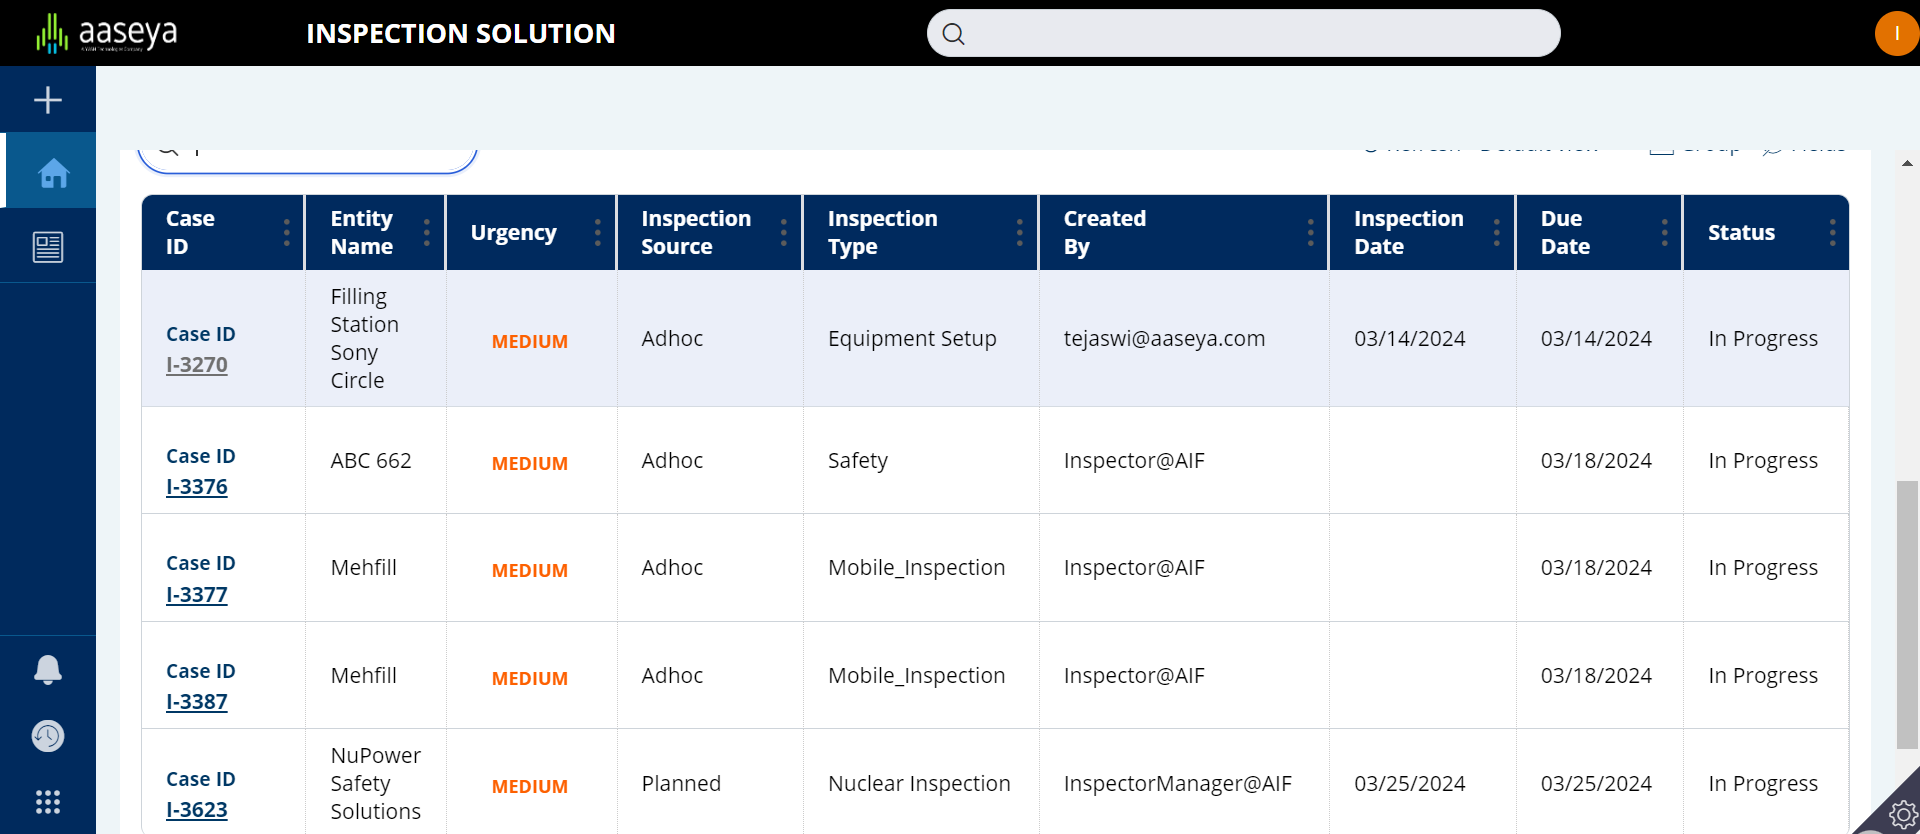 aaseya
INSPECTION SOLUTION
I
Case ID
Entity Name
Urgency
Inspection Source
Inspection Type
Created By
Inspection Date
Due Date
Status
Case ID
I-3270
Filling
Station
Sony
Circle
MEDIUM
Adhoc
Equipment Setup
tejaswi@aaseya.com
03/14/2024
03/14/2024
In Progress
Case ID
I-3376
ABC 662
MEDIUM
Adhoc
Safety
Inspector@AIF
03/18/2024
In Progress
Case ID
I-3377
Mehfill
MEDIUM
Adhoc
Mobile_Inspection
Inspector@AIF
03/18/2024
In Progress
Case ID
I-3387
Mehfill
MEDIUM
Adhoc
Mobile_Inspection
Inspector@AIF
03/18/2024
In Progress
Case ID
I-3623
NuPower
Safety
Solutions
MEDIUM
Planned
Nuclear Inspection
InspectorManager@AIF
03/25/2024
03/25/2024
In Progress